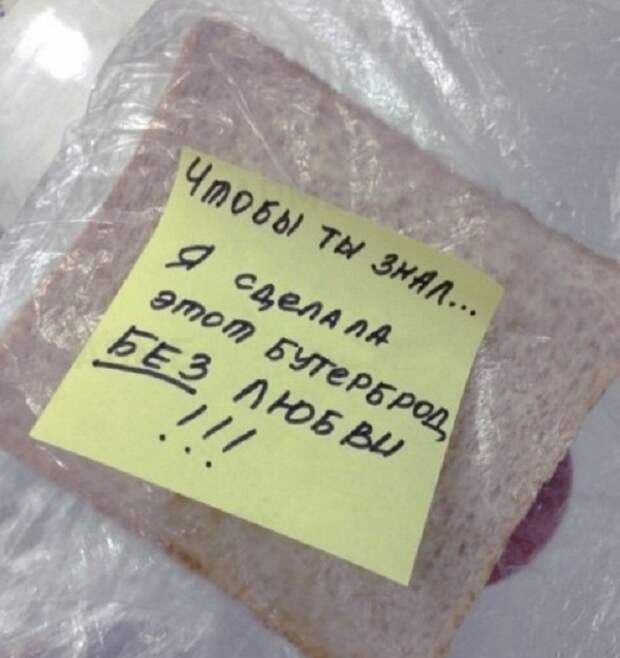 Чтобы ты знал...
Я сделала
этот бутерброд
БЕЗ любви
!!!